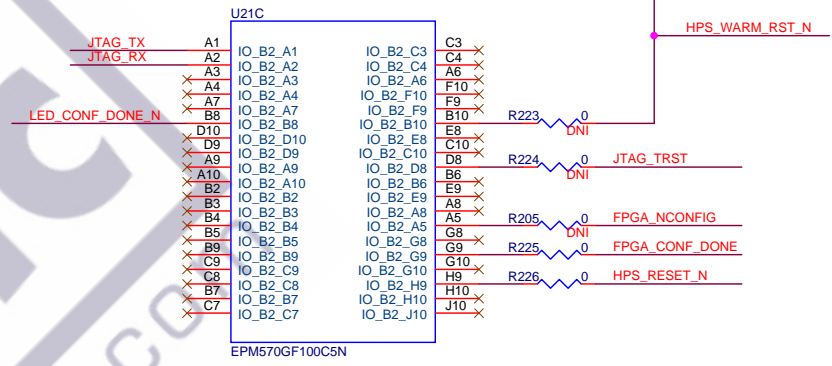 U21C
HPS_WARM_RST_N
JTAG_TX A1 IO_B2_A1 IO_B2_C3 C3
JTAG_RX A2 IO_B2_A2 IO_B2_C4 C4
A3 IO_B2_A3 IO_B2_A6 A6
A4 IO_B2_A4 IO_B2_F10 F10
A7 IO_B2_A7 IO_B2_F9 F9
LED_CONF_DONE_N B8 IO_B2_B8 IO_B2_B10 B10 R223 0
DNI
D10 IO_B2_D10 IO_B2_E8 E8
D9 IO_B2_D9 IO_B2_C10 C10
A9 IO_B2_A9 IO_B2_D8 D8 R224 0 JTAG_TRST
DNI
A10 IO_B2_A10 IO_B2_B6 B6
B2 IO_B2_B2 IO_B2_E9 E9
B3 IO_B2_B3 IO_B2_A8 A8
B4 IO_B2_B4 IO_B2_A5 A5 R205 0 FPGA_NCONFIG
DNI
B5 IO_B2_B5 IO_B2_G8 G8
B9 IO_B2_B9 IO_B2_G9 G9 R225 0 FPGA_CONF_DONE
C9 IO_B2_C9 IO_B2_G10 G10
C8 IO_B2_C8 IO_B2_H9 H9 R226 0 HPS_RESET_N
B7 IO_B2_B7 IO_B2_H10 H10
C7 IO_B2_C7 IO_B2_J10 J10
EPM570GF100C5N
com